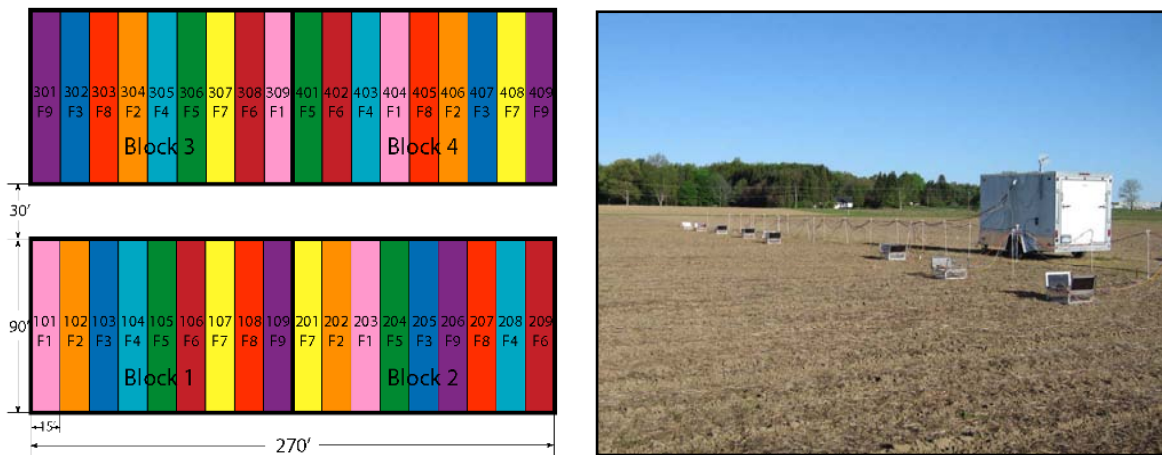 301 302 303 304 305 306 307 308 309 401 402 403 404 405 406 407 408 409
F9 F3 F8 F2 F4 F5 F7 F6 F1 F5 F6 F4 F1 F8 F2 F3 F7 F9
Block 3 Block 4
30'
101 102 103 104 105 106 107 108 109 201 202 203 204 205 206 207 208 209
F1 F2 F3 F4 F5 F6 F7 F8 F9 F7 F2 F1 F5 F3 F9 F8 F4 F6
90'
Block 1 Block 2
15'
270'